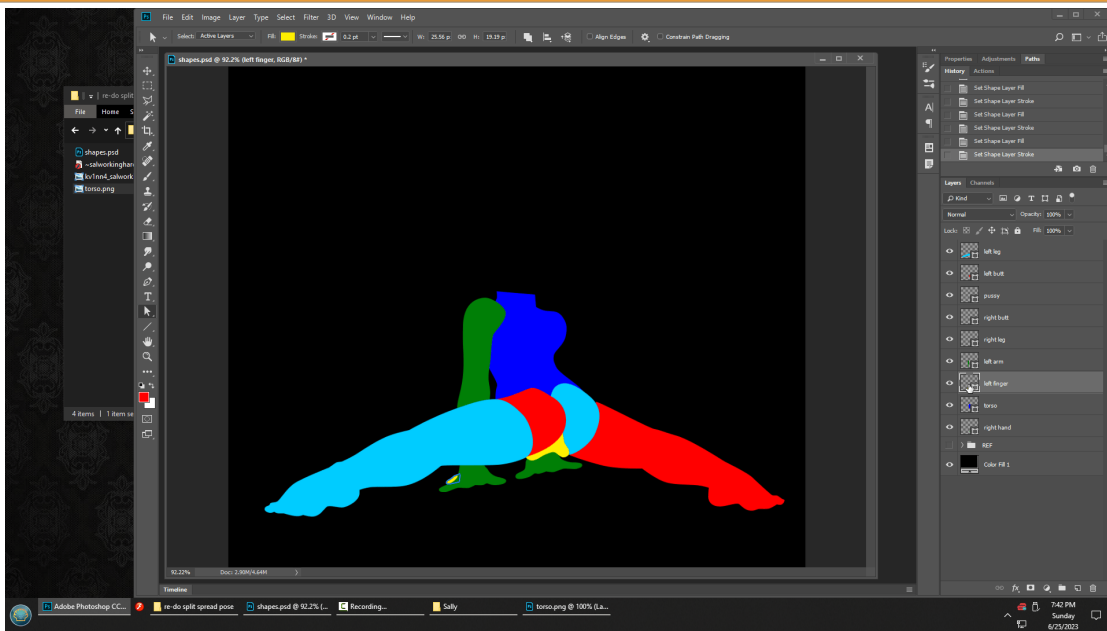 File Edit Image Layer Type Select Filter 3D View Window Help
Select: Active Layers Fill: Stroke: 0.2 pt W: 25.56 p H: 19.19 p Align Edges Constrain Path Dragging
shapes.psd @ 92.2% (left finger, RGB/8#) *
re-do split
File Home S
shapes.psd
~salworkinghar
kv1nn4_salwork
torso.png
4 items 1 item se
92.22% Doc: 2.90M/4.64M
Timeline
Properties Adjustments Paths
History Actions
Set Shape Layer Fill
Set Shape Layer Stroke
Set Shape Layer Fill
Set Shape Layer Stroke
Set Shape Layer Fill
Set Shape Layer Stroke
Layers Channels
Kind
Normal Opacity: 100%
Lock: Fill: 100%
left leg
left butt
pussy
right butt
right leg
left arm
left finger
torso
right hand
REF
Color Fill 1
Adobe Photoshop CC... re-do split spread pose shapes.psd @ 92.2% (... Recording... Sally torso.png @ 100% (La...
7:42 PM
Sunday
6/25/2023